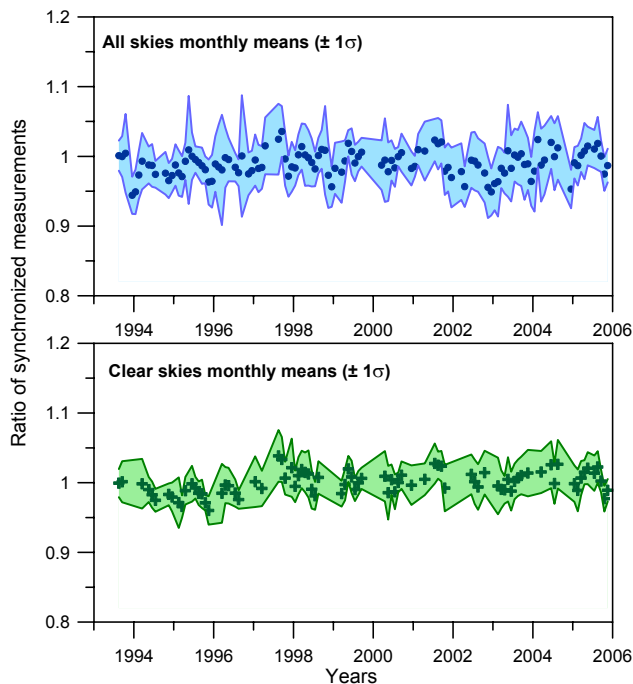 Ratio of synchronized measurements
1.2
All skies monthly means (± 1σ)
1.1
1
0.9
0.8
1994 1996 1998 2000 2002 2004 2006
1.2
Clear skies monthly means (± 1σ)
1.1
1
0.9
0.8
1994 1996 1998 2000 2002 2004 2006
Years